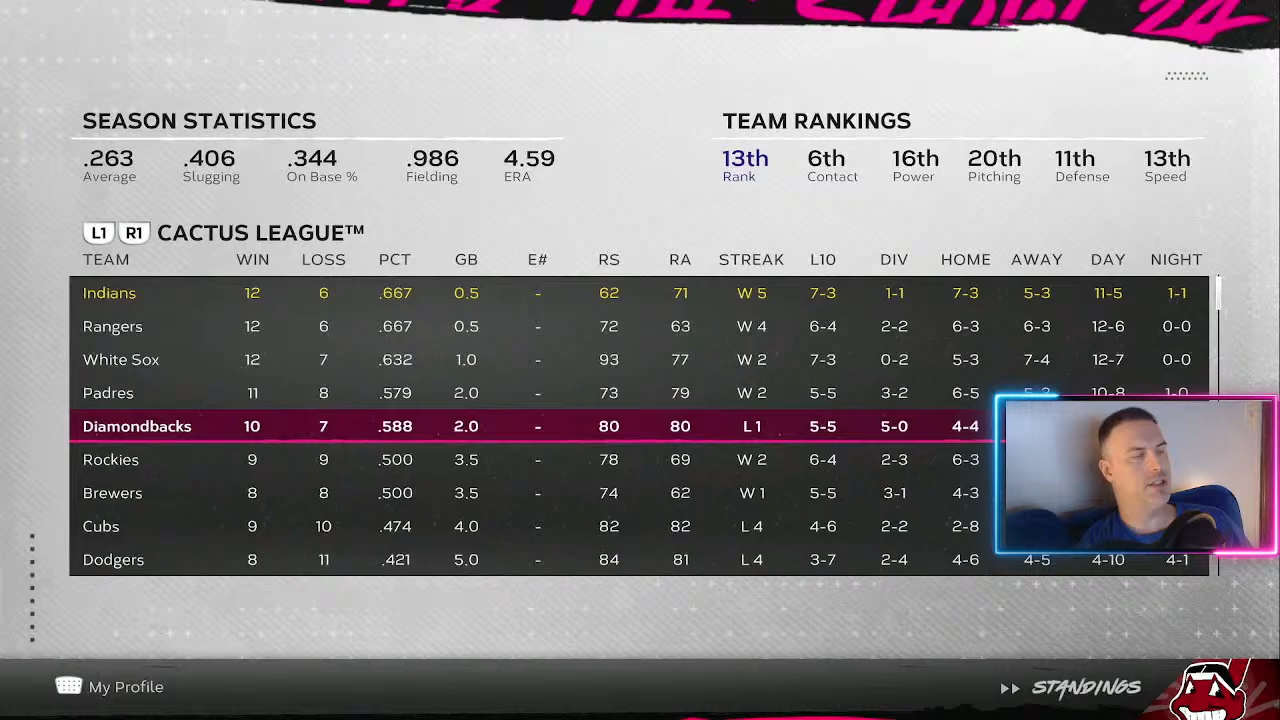 THE SHOW 24
SEASON STATISTICS
.263 .406 .344 .986 4.59
Average Slugging On Base % Fielding ERA
TEAM RANKINGS
13th 6th 16th 20th 11th 13th
Rank Contact Power Pitching Defense Speed
L1 R1 CACTUS LEAGUE™
TEAM WIN LOSS PCT GB E# RS RA STREAK L10 DIV HOME AWAY DAY NIGHT
Indians 12 6 .667 0.5 - 62 71 W 5 7-3 1-1 7-3 5-3 11-5 1-1
Rangers 12 6 .667 0.5 - 72 63 W 4 6-4 2-2 6-3 6-3 12-6 0-0
White Sox 12 7 .632 1.0 - 93 77 W 2 7-3 0-2 5-3 7-4 12-7 0-0
Padres 11 8 .579 2.0 - 73 79 W 2 5-5 3-2 6-5 5-3 10-8 1-0
Diamondbacks 10 7 .588 2.0 - 80 80 L 1 5-5 5-0 4-4
Rockies 9 9 .500 3.5 - 78 69 W 2 6-4 2-3 6-3
Brewers 8 8 .500 3.5 - 74 62 W 1 5-5 3-1 4-3
Cubs 9 10 .474 4.0 - 82 82 L 4 4-6 2-2 2-8
Dodgers 8 11 .421 5.0 - 84 81 L 4 3-7 2-4 4-6 4-5 4-10 4-1
My Profile
STANDINGS